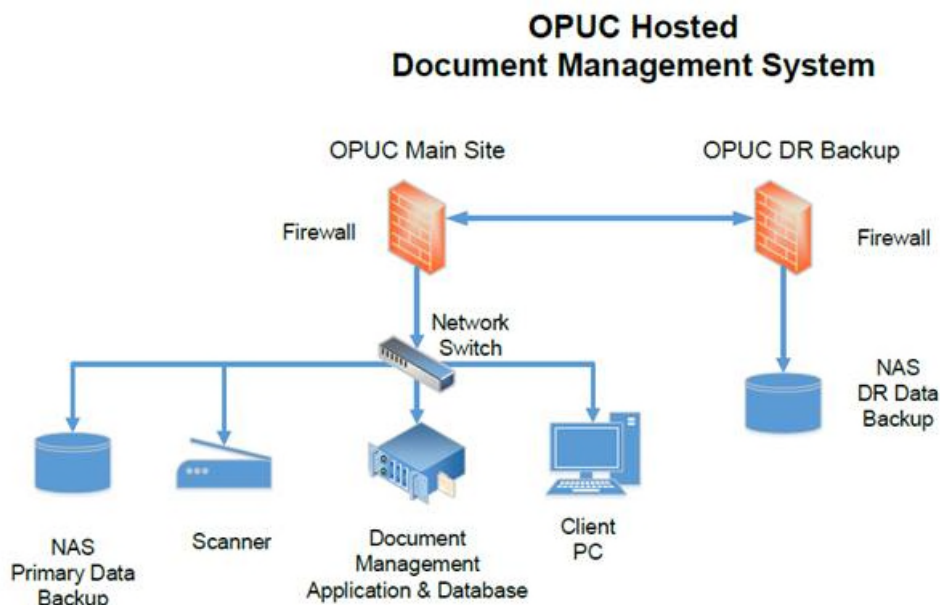 OPUC Hosted
Document Management System
OPUC Main Site
OPUC DR Backup
Firewall
Firewall
Network
Switch
NAS
DR Data
Backup
NAS
Primary Data
Backup
Scanner
Document
Management
Application & Database
Client
PC